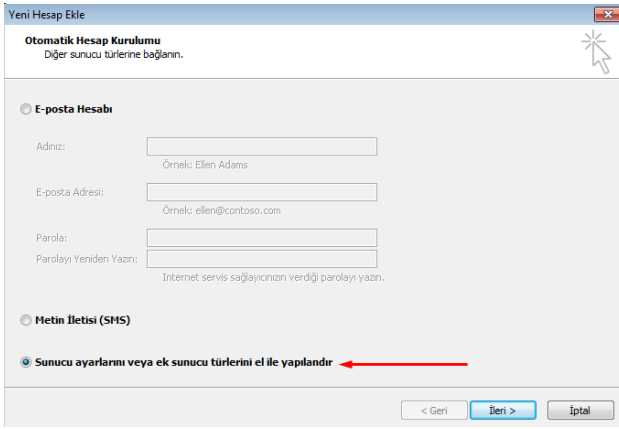 Yeni Hesap Ekle
Otomatik Hesap Kurulumu
Diğer sunucu türlerine bağlanın.
E-posta Hesabı
Adınız:
Örnek: Ellen Adams
E-posta Adresi:
Örnek: ellen@contoso.com
Parola:
Parolayı Yeniden Yazın:
Internet servis sağlayıcınızın verdiği parolayı yazın.
Metin İletisi (SMS)
Sunucu ayarlarını veya ek sunucu türlerini el ile yapılandır
< Geri İleri > İptal